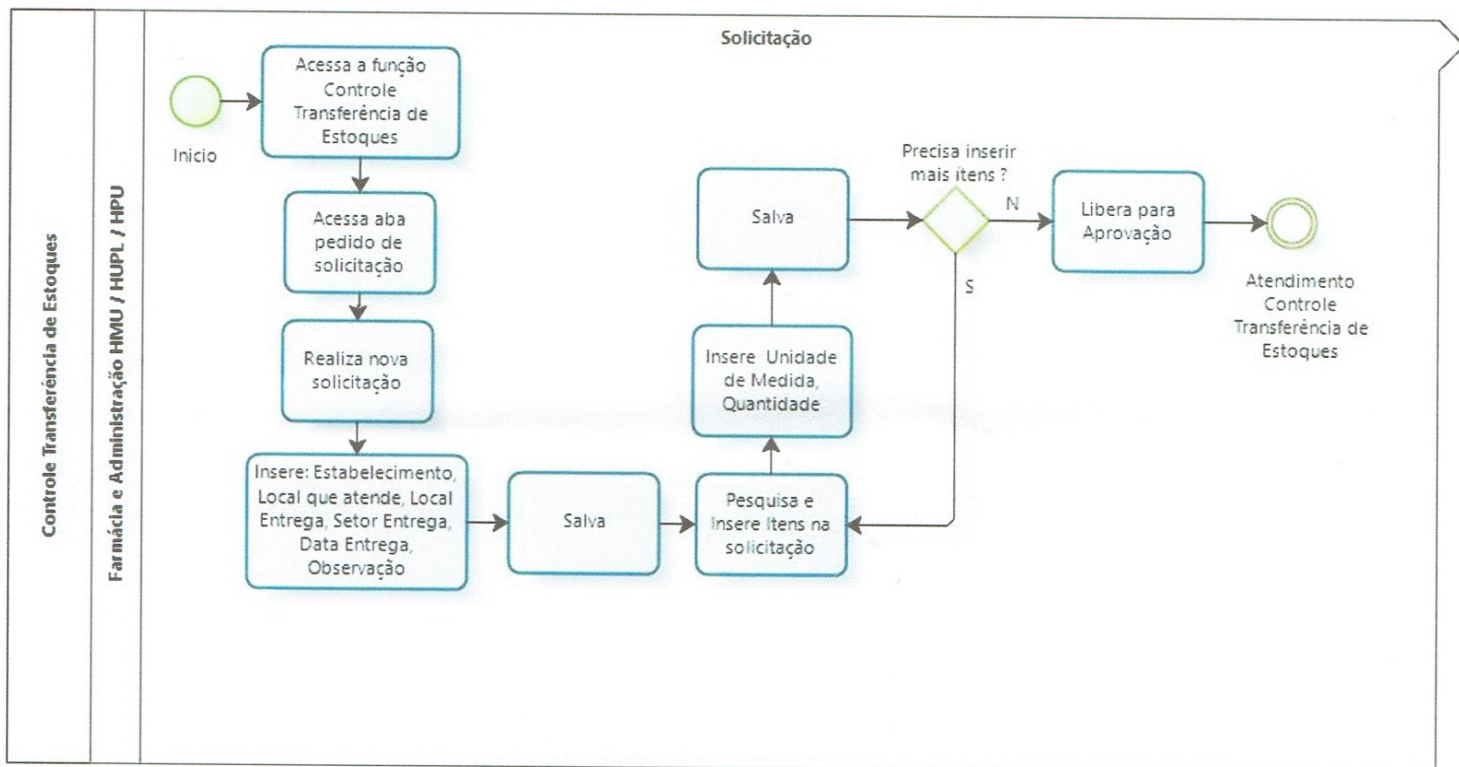 Controle Transferência de Estoques
Farmácia e Administração HMU / HUPL / HPU
Solicitação
Inicio
Acessa a função
Controle
Transferência de
Estoques
Acessa aba
pedido de
solicitação
Realiza nova
solicitação
Insere: Estabelecimento,
Local que atende, Local
Entrega, Setor Entrega,
Data Entrega,
Observação
Salva
Pesquisa e
Insere Itens na
solicitação
Insere Unidade
de Medida,
Quantidade
Salva
Precisa inserir
mais ítens ?
N
S
Libera para
Aprovação
Atendimento
Controle
Transferência de
Estoques